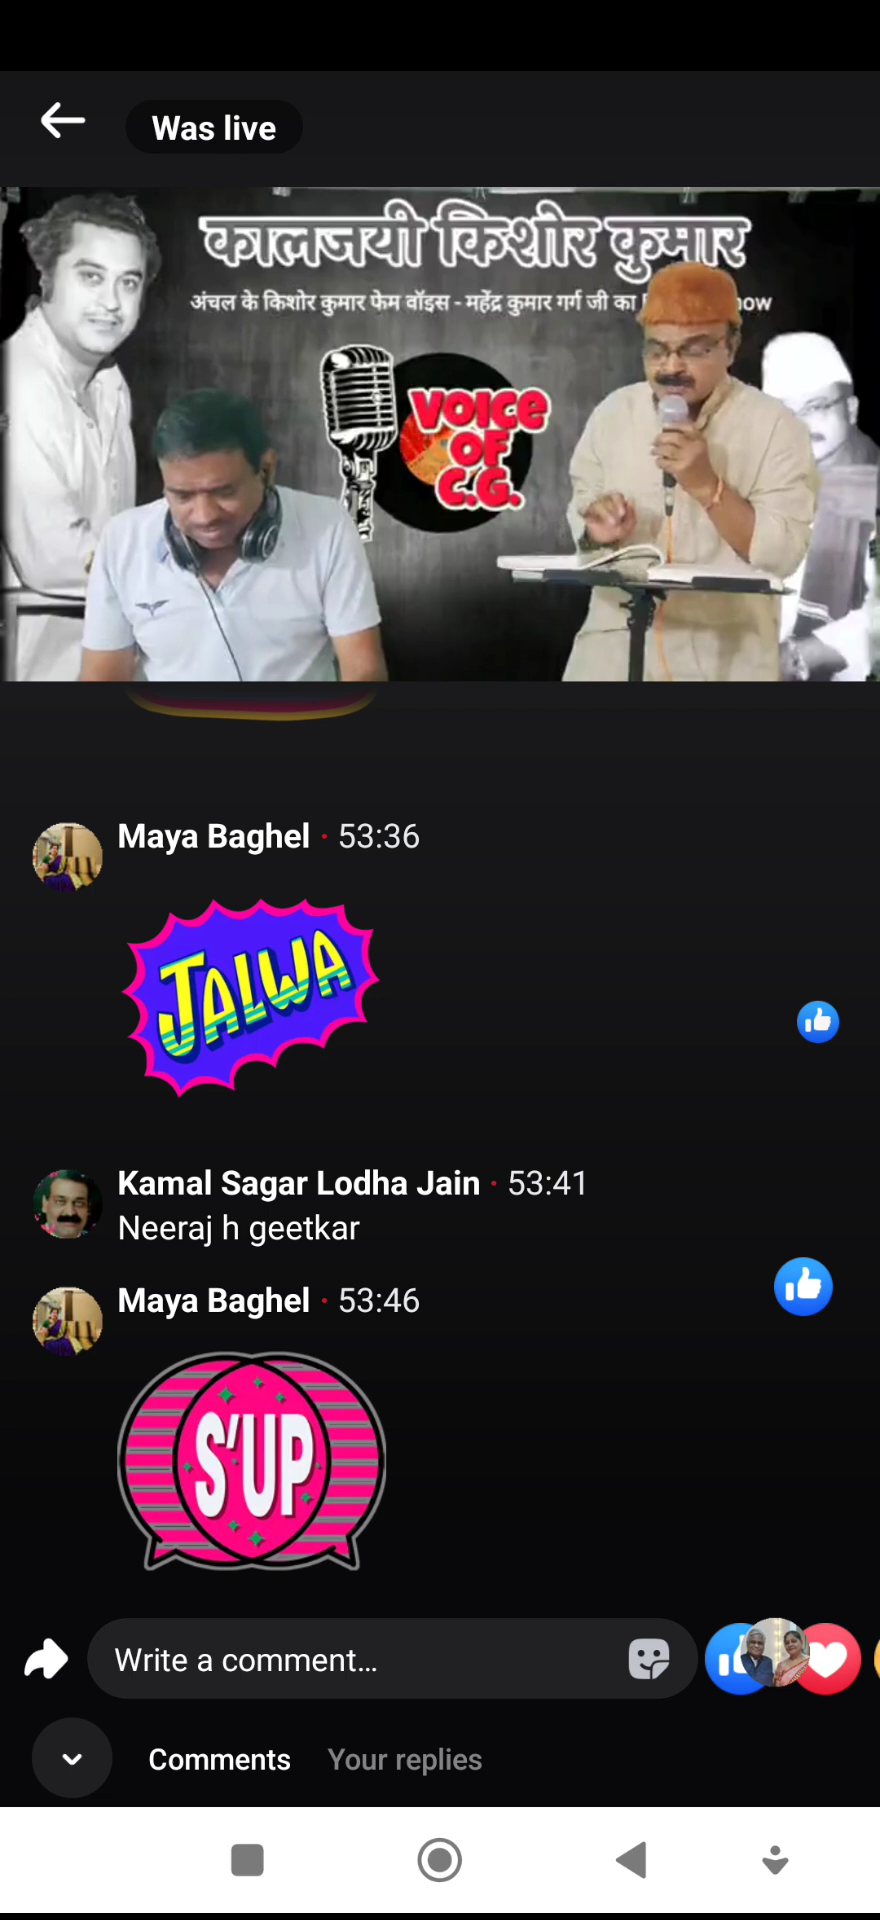 Was live
कालजयी किशोर कुमार
अंचल के किशोर कुमार फेम वॉइस - महेंद्र कुमार गर्ग जी का
VOICE
OF
C.G.
Maya Baghel · 53:36
JALWA
Kamal Sagar Lodha Jain · 53:41
Neeraj h geetkar
Maya Baghel · 53:46
S'UP
Write a comment...
Comments
Your replies